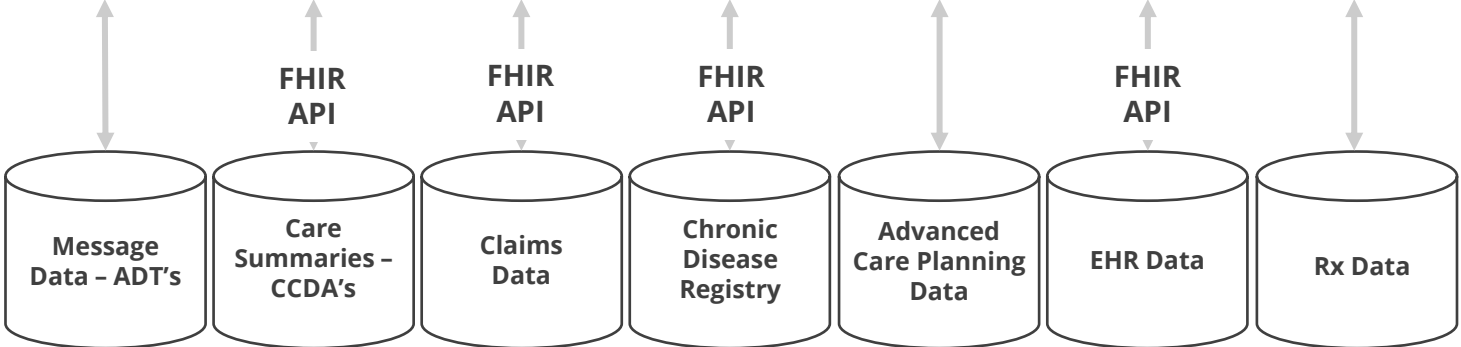 FHIR
API
FHIR
API
FHIR
API
FHIR
API
Message
Data – ADT’s
Care
Summaries –
CCDA’s
Claims
Data
Chronic
Disease
Registry
Advanced
Care Planning
Data
EHR Data
Rx Data